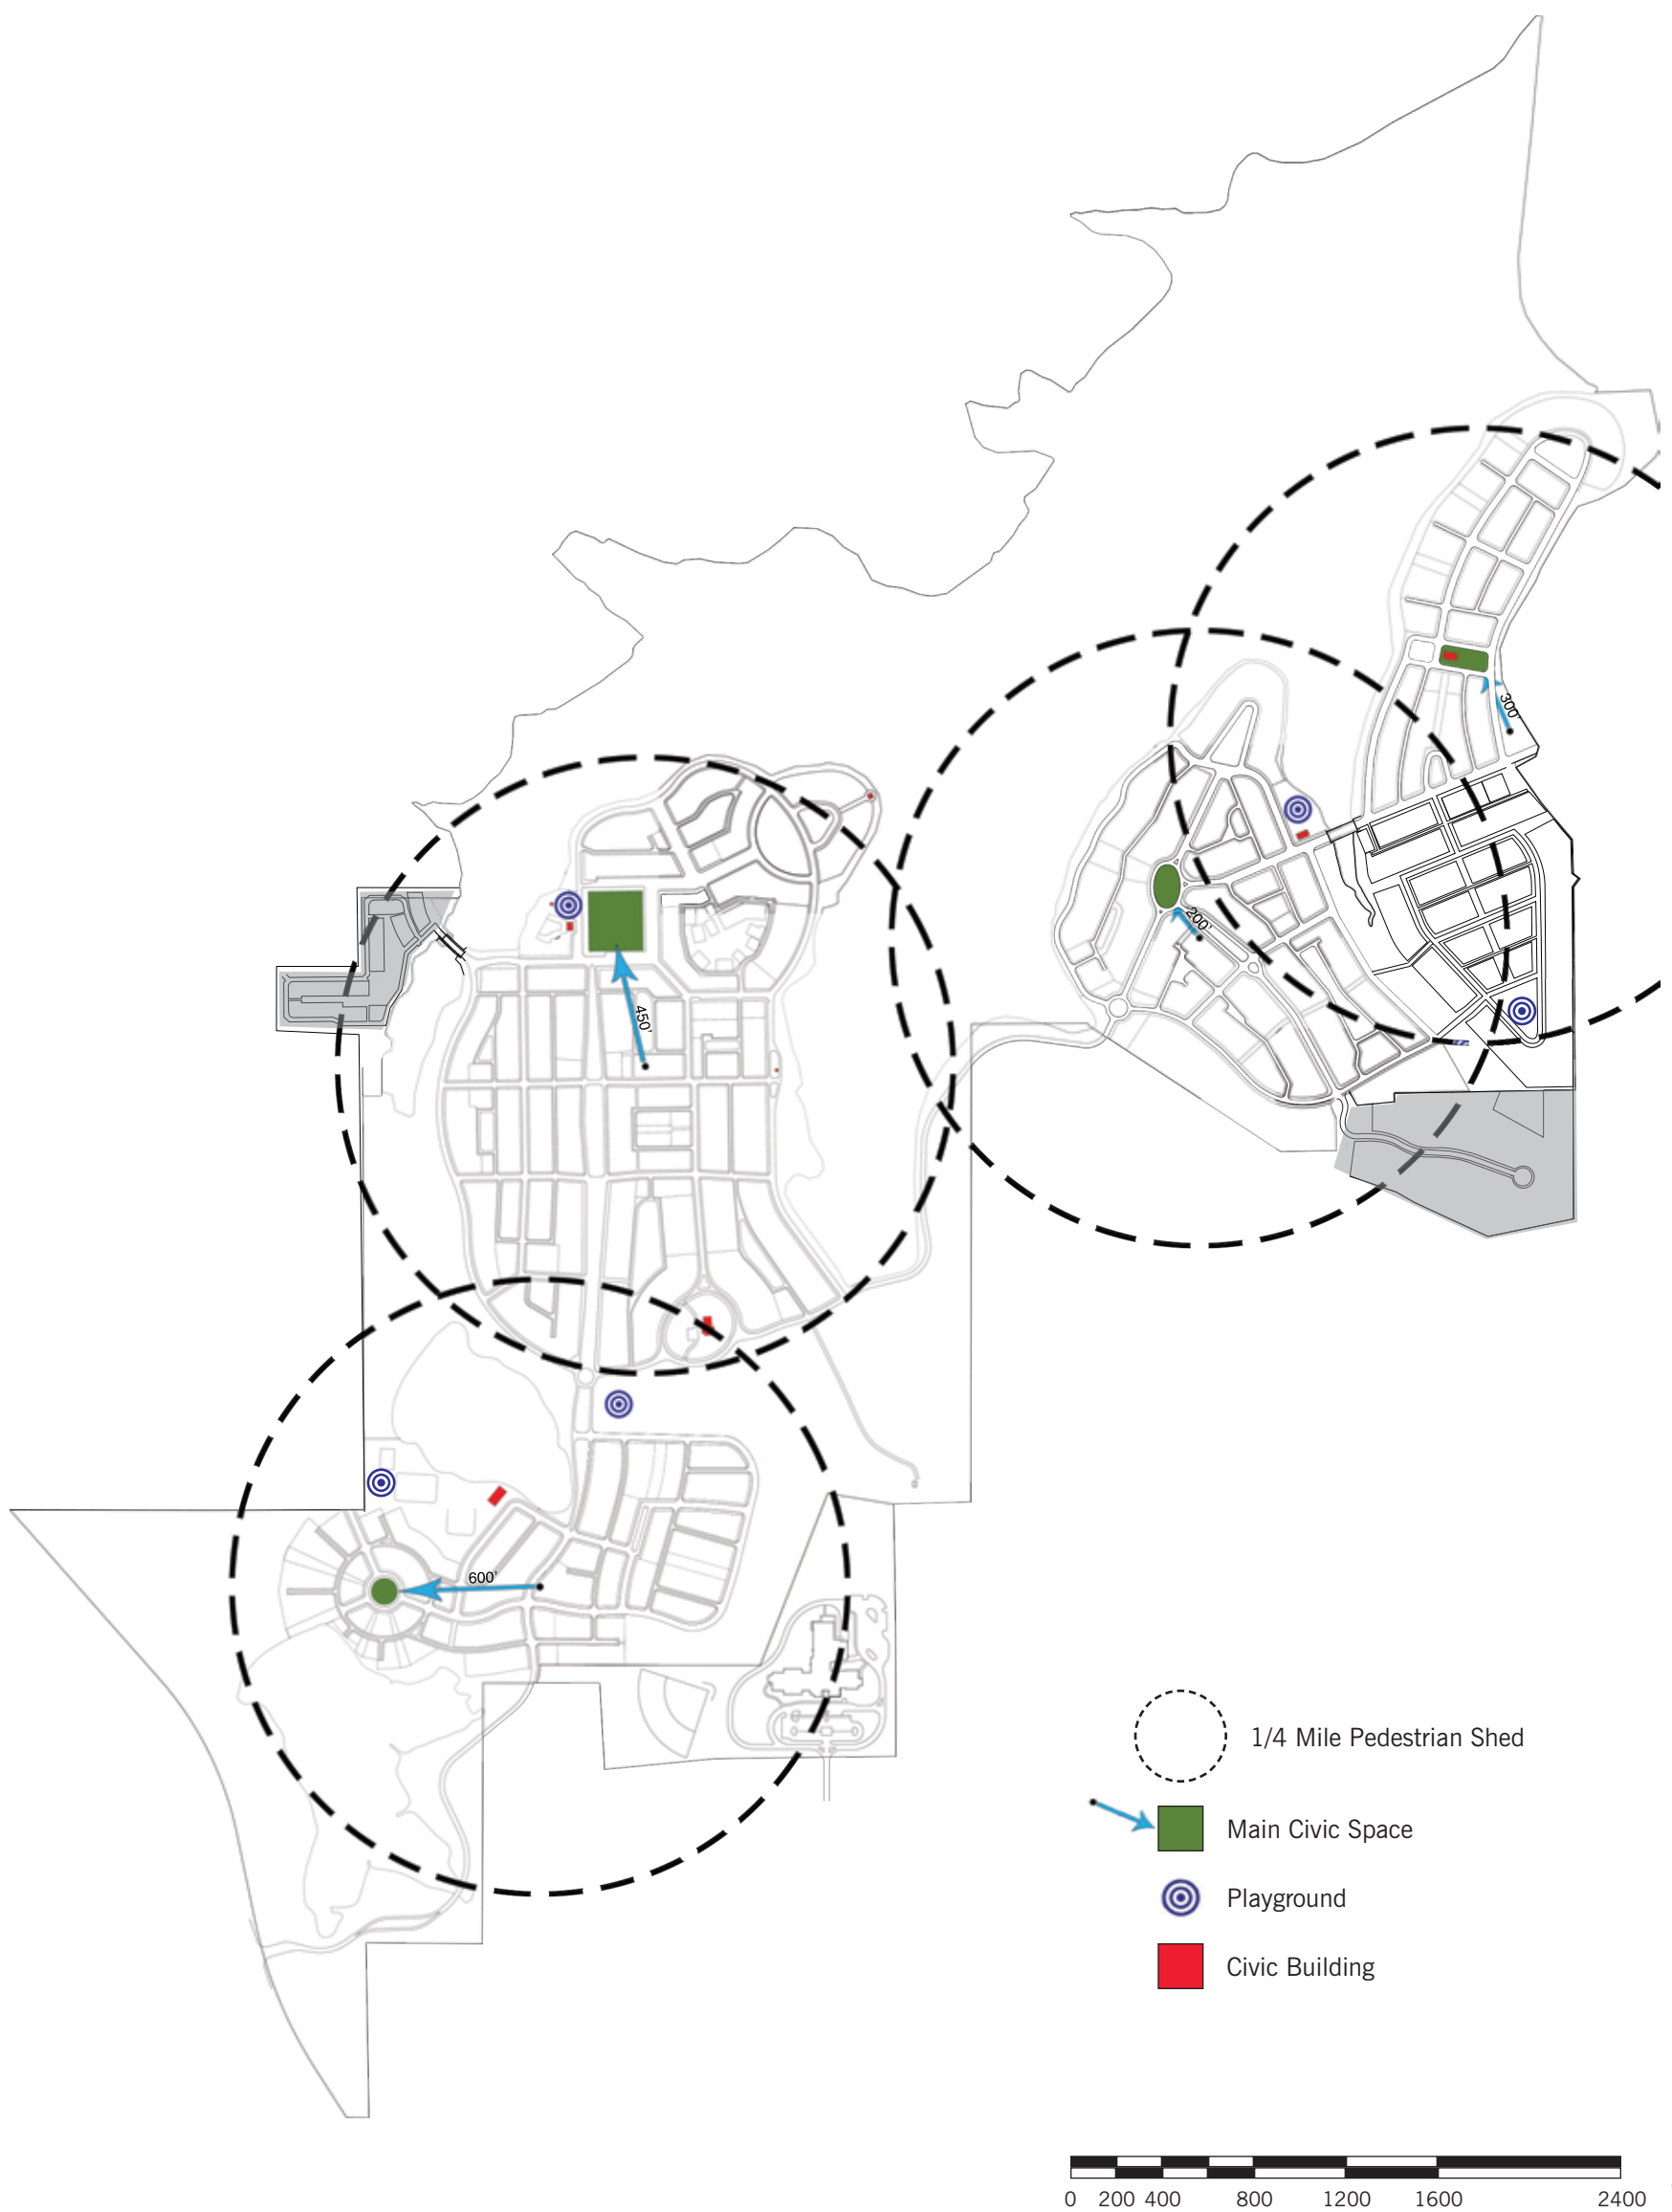 300'
200'
450'
600'
1/4 Mile Pedestrian Shed
Main Civic Space
Playground
Civic Building
0 200 400 800 1200 1600 2400